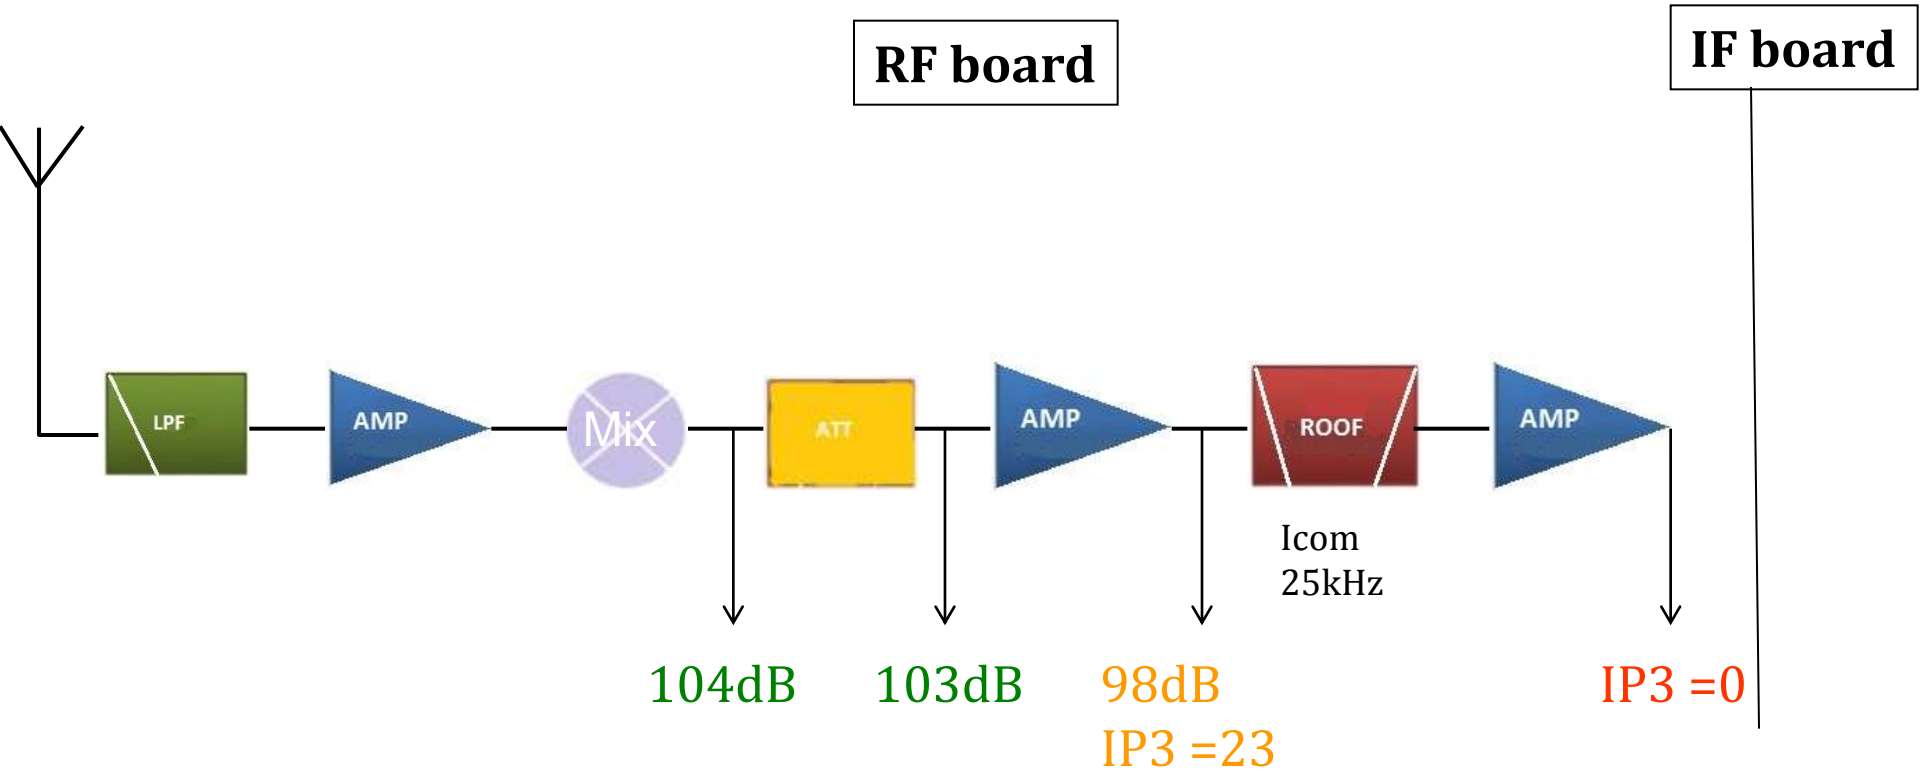 RF board
IF board
LPF
AMP
Mix
ATT
AMP
ROOF
AMP
Icom
25kHz
104dB
103dB
98dB
IP3 =23
IP3 =0